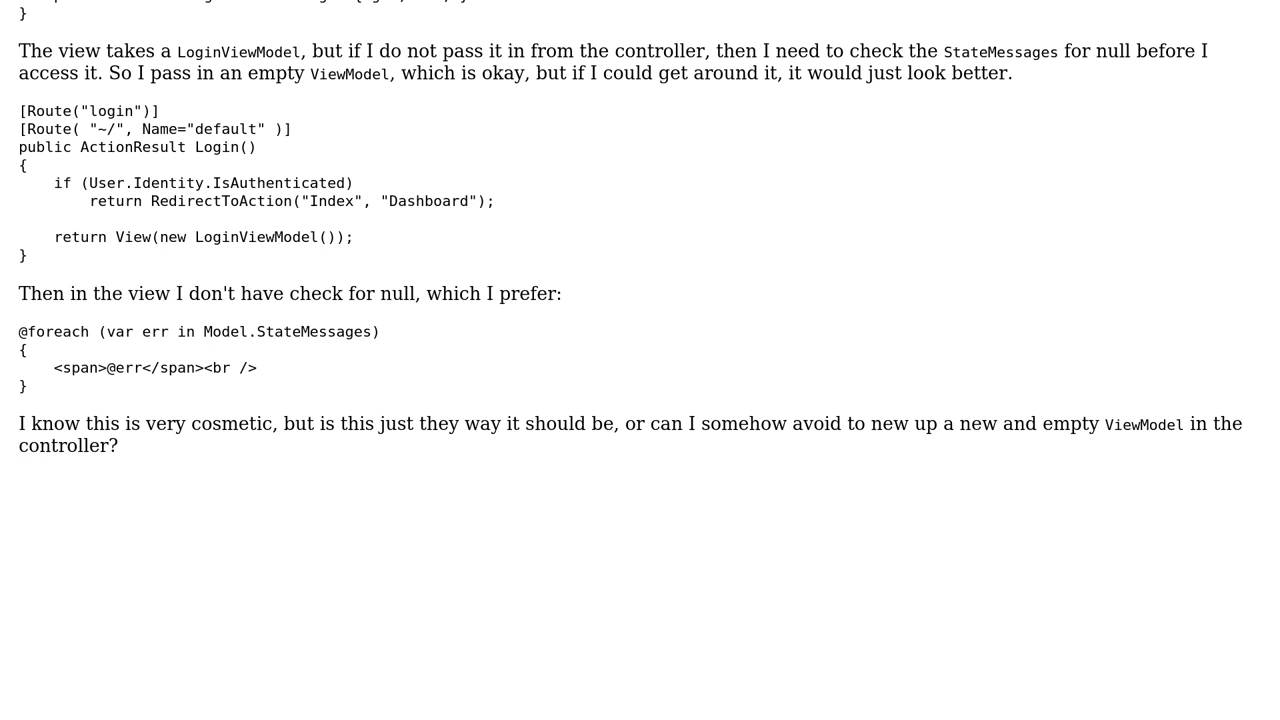 }
The view takes a LoginViewModel, but if I do not pass it in from the controller, then I need to check the StateMessages for null before I
access it. So I pass in an empty ViewModel, which is okay, but if I could get around it, it would just look better.
[Route("login")]
[Route( "~/", Name="default" )]
public ActionResult Login()
{
    if (User.Identity.IsAuthenticated)
        return RedirectToAction("Index", "Dashboard");
    return View(new LoginViewModel());
}
Then in the view I don't have check for null, which I prefer:
@foreach (var err in Model.StateMessages)
{
    <span>@err</span><br />
}
I know this is very cosmetic, but is this just they way it should be, or can I somehow avoid to new up a new and empty ViewModel in the
controller?